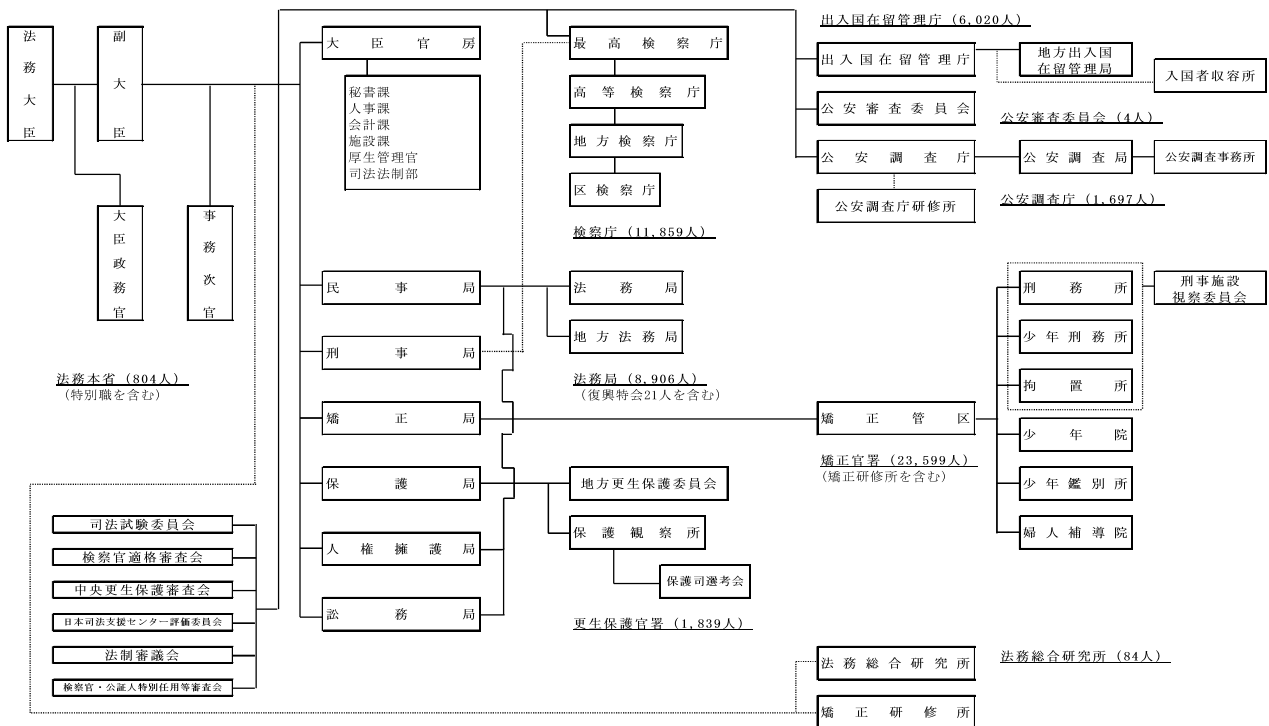 法務大臣
副大臣
大臣政務官
事務次官
法務本省 (804人)
(特別職を含む)
司法試験委員会
検察官適格審査会
中央更生保護審査会
日本司法支援センター評価委員会
法制審議会
検察官・公証人特別任用等審査会
大臣官房
秘書課
人事課
会計課
施設課
厚生管理官
司法法制部
民事局
刑事局
矯正局
保護局
人権擁護局
訟務局
最高検察庁
高等検察庁
地方検察庁
区検察庁
検察庁 (11,859人)
法務局
地方法務局
法務局 (8,906人)
(復興特会21人を含む)
地方更生保護委員会
保護観察所
保護司選考会
更生保護官署 (1,839人)
出入国在留管理庁 (6,020人)
出入国在留管理庁
地方出入国
在留管理局
入国者収容所
公安審査委員会
公安審査委員会 (4人)
公安調査庁
公安調査局
公安調査事務所
公安調査庁研修所
公安調査庁 (1,697人)
矯正管区
矯正官署 (23,599人)
(矯正研修所を含む)
刑務所
少年刑務所
拘置所
少年院
少年鑑別所
婦人補導院
刑事施設
視察委員会
法務総合研究所
法務総合研究所 (84人)
矯正研修所